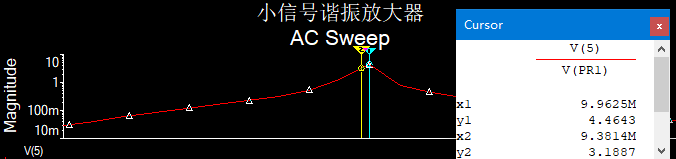 小信号谐振放大器
AC Sweep
Magnitude
10
1
100m
10m
V(5)
Cursor
x
V(5)
V(PR1)
x1 9.9625M
y1 4.4643
x2 9.3814M
y2 3.1887